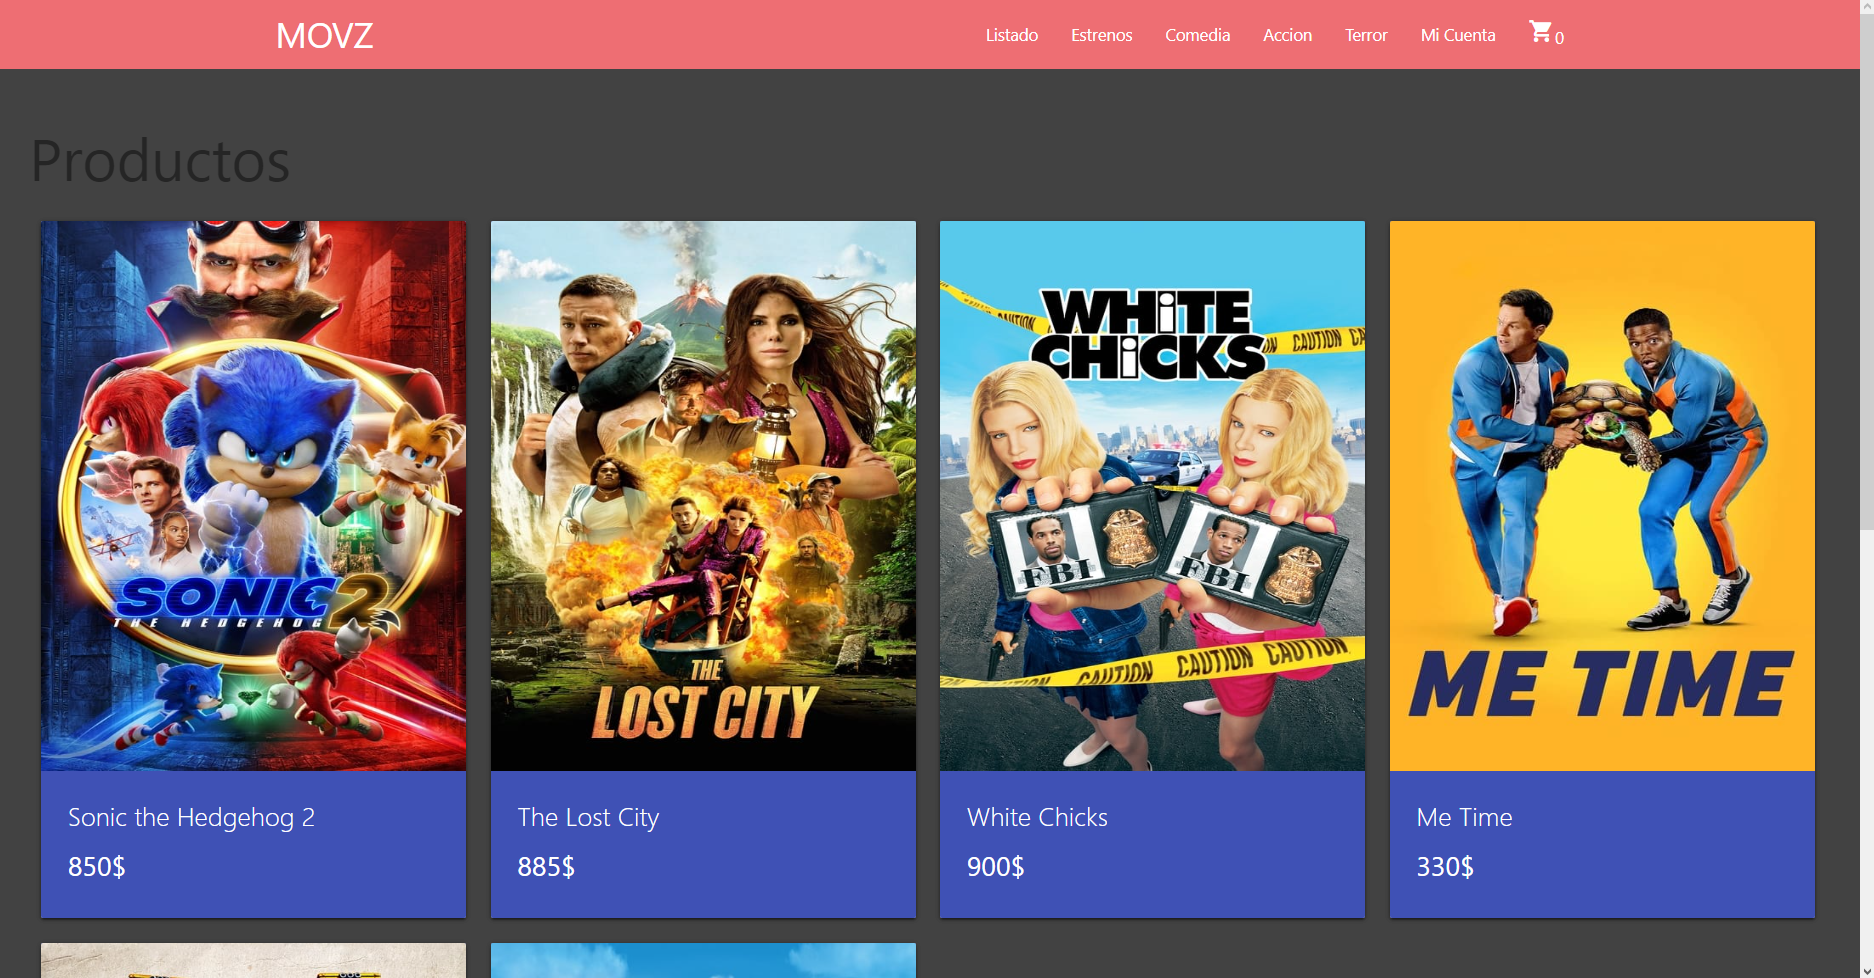 MOVZ
Listado Estrenos Comedia Accion Terror Mi Cuenta 0
Productos
SONIC 2
THE HEDGEHOG
Sonic the Hedgehog 2
850$
THE
LOST CITY
The Lost City
885$
WHiTE
CHiCKS
CAUTION CA
FBI FBI
CAUTION CAUTION CAUTION
White Chicks
900$
ME TIME
Me Time
330$